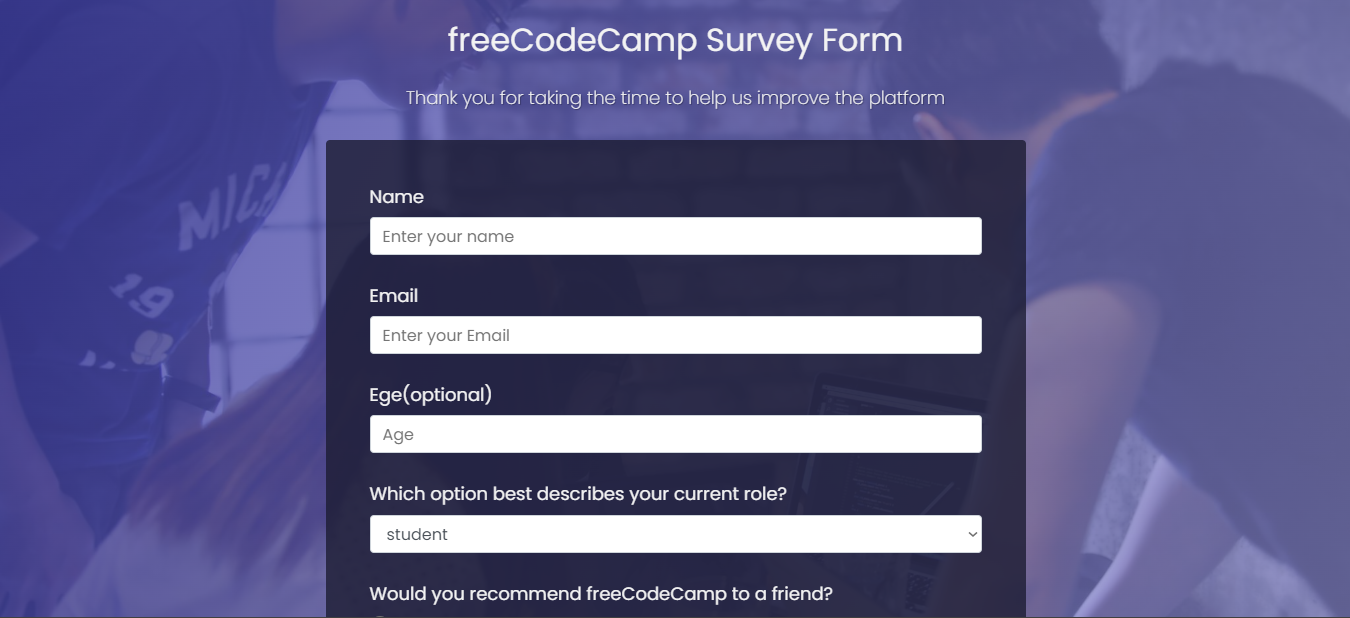 freeCodeCamp Survey Form
Thank you for taking the time to help us improve the platform
Name
Enter your name
Email
Enter your Email
Ege(optional)
Age
Which option best describes your current role?
student
Would you recommend freeCodeCamp to a friend?
MICA
19